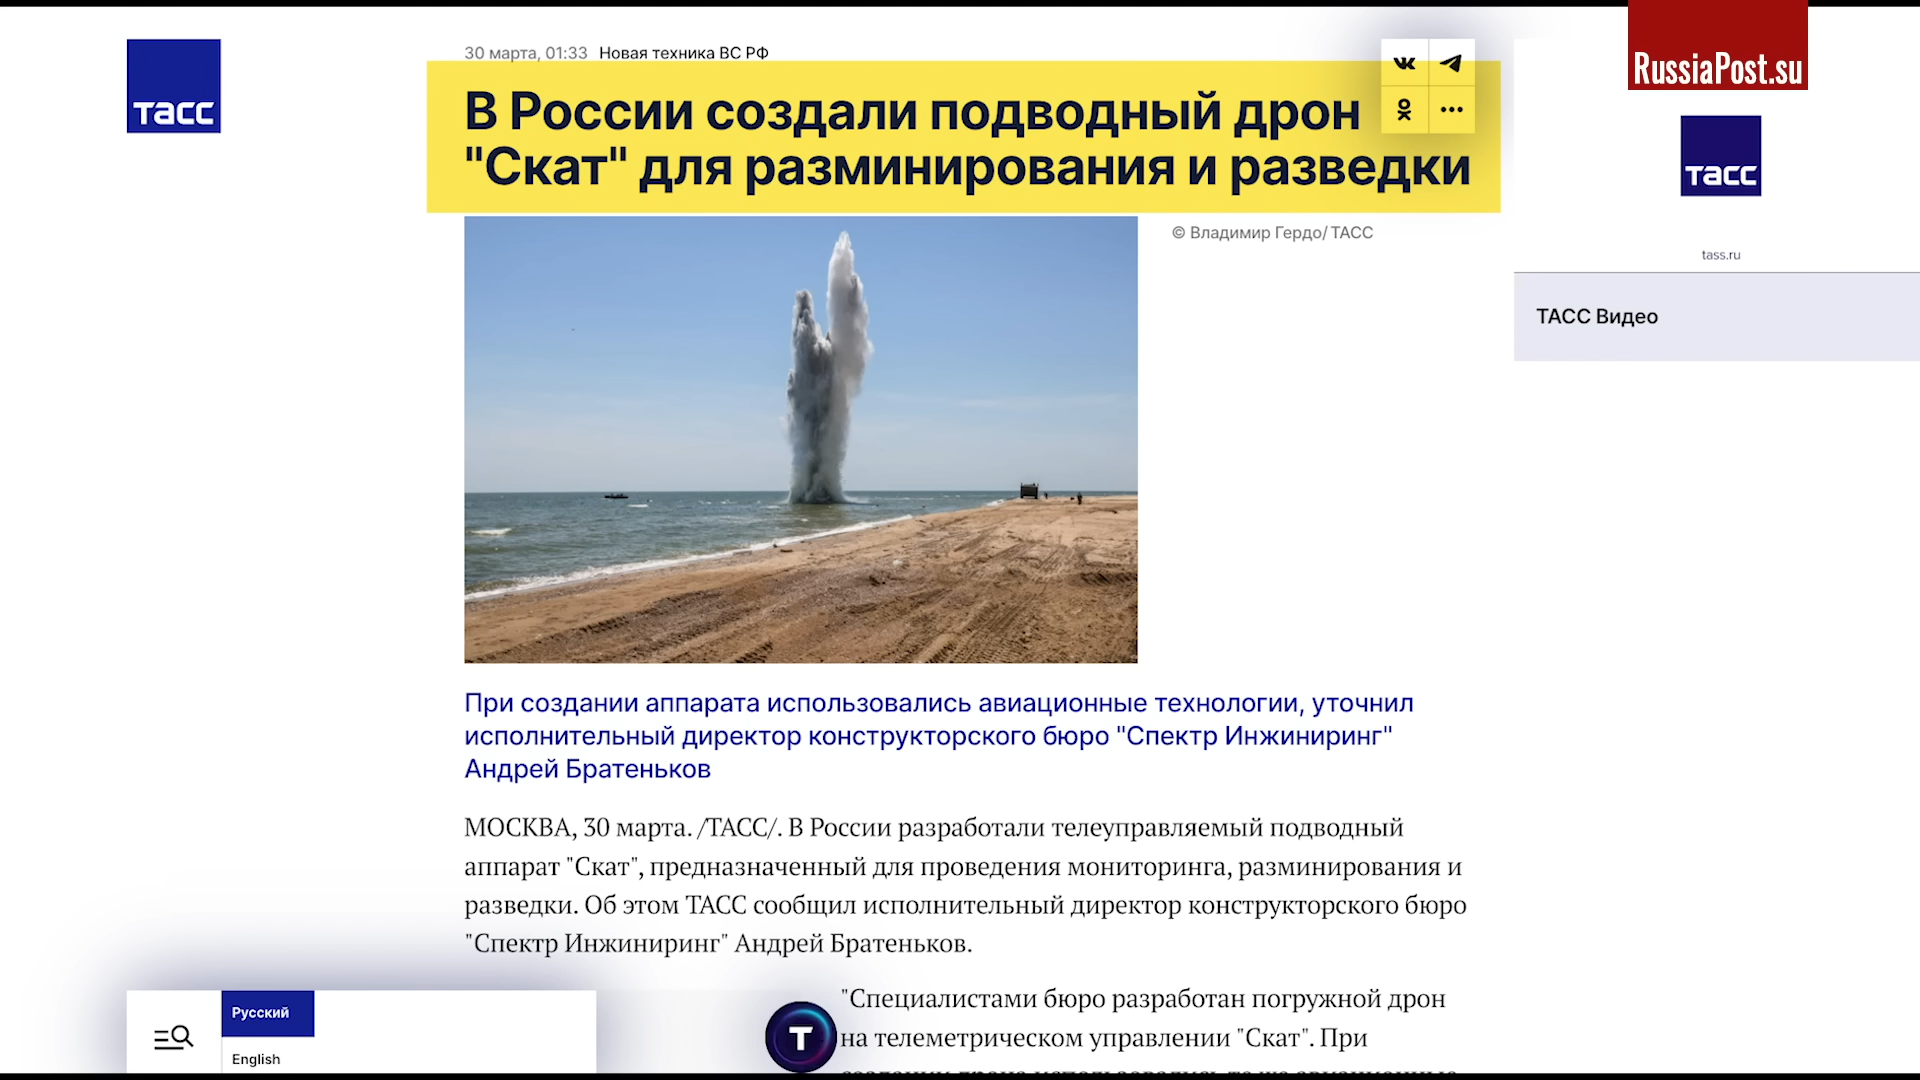 30 марта, 01:33 Новая техника ВС РФ
RussiaPost.su
ТАСС
В России создали подводный дрон
"Скат" для разминирования и разведки
ТАСС
© Владимир Гердо/ ТАСС
tass.ru
ТАСС Видео
При создании аппарата использовались авиационные технологии, уточнил
исполнительный директор конструкторского бюро "Спектр Инжиниринг"
Андрей Братеньков
МОСКВА, 30 марта. /ТАСС/. В России разработали телеуправляемый подводный
аппарат "Скат", предназначенный для проведения мониторинга, разминирования и
разведки. Об этом ТАСС сообщил исполнительный директор конструкторского бюро
"Спектр Инжиниринг" Андрей Братеньков.
"Специалистами бюро разработан погружной дрон
на телеметрическом управлении "Скат". При
Русский
English
T